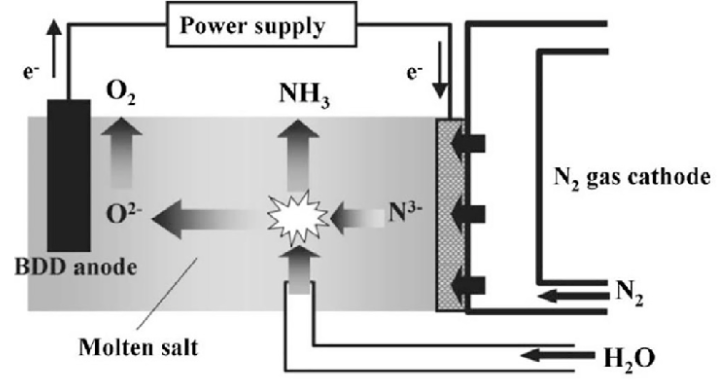 Power supply
e⁻
e⁻
O₂
NH₃
N₂ gas cathode
O²⁻
N³⁻
BDD anode
N₂
Molten salt
H₂O